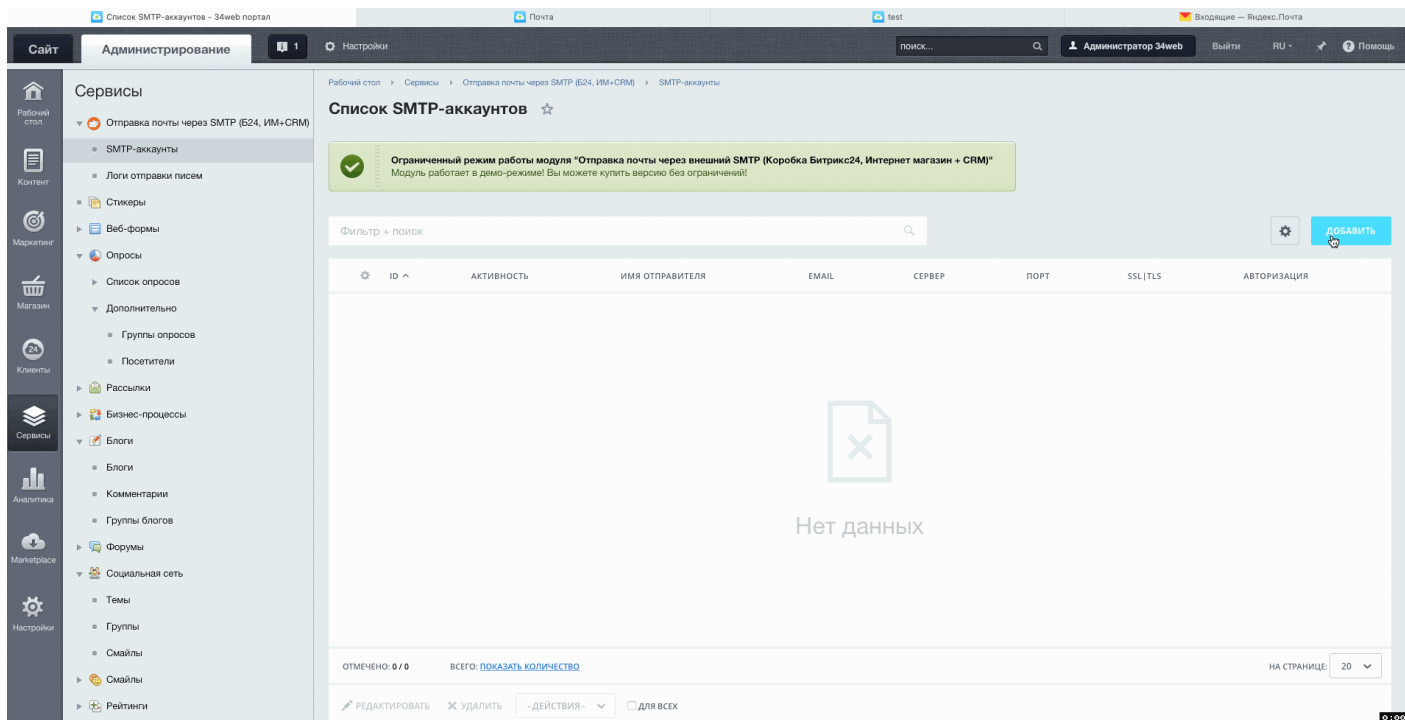 Список SMTP-аккаунтов - 34web портал
Почта
test
Входящие — Яндекс.Почта
Сайт
Администрирование
1
Настройки
поиск...
Администратор 34web
Выйти
RU
Помощь
Рабочий стол
Контент
Маркетинг
Магазин
24
Клиенты
Сервисы
Аналитика
Marketplace
Настройки
Сервисы
Отправка почты через SMTP (Б24, ИМ+CRM)
SMTP-аккаунты
Логи отправки писем
Стикеры
Веб-формы
Опросы
Список опросов
Дополнительно
Группы опросов
Посетители
Рассылки
Бизнес-процессы
Блоги
Блоги
Комментарии
Группы блогов
Форумы
Социальная сеть
Темы
Группы
Смайлы
Смайлы
Рейтинги
Рабочий стол Сервисы Отправка почты через SMTP (Б24, ИМ+CRM) SMTP-аккаунты
Список SMTP-аккаунтов
Ограниченный режим работы модуля "Отправка почты через внешний SMTP (Коробка Битрикс24, Интернет магазин + CRM)"
Модуль работает в демо-режиме! Вы можете купить версию без ограничений!
Фильтр + поиск
ДОБАВИТЬ
ID АКТИВНОСТЬ ИМЯ ОТПРАВИТЕЛЯ EMAIL СЕРВЕР ПОРТ SSL|TLS АВТОРИЗАЦИЯ
Нет данных
ОТМЕЧЕНО: 0 / 0 ВСЕГО: ПОКАЗАТЬ КОЛИЧЕСТВО НА СТРАНИЦЕ: 20
РЕДАКТИРОВАТЬ УДАЛИТЬ - ДЕЙСТВИЯ - ДЛЯ ВСЕХ